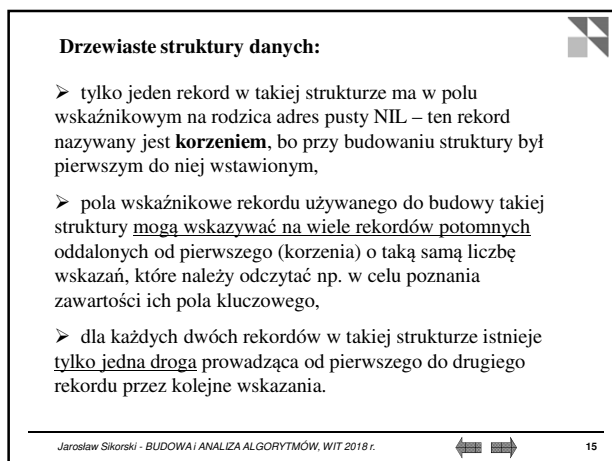 Drzewiaste struktury danych:
➢ tylko jeden rekord w takiej strukturze ma w polu
wskaźnikowym na rodzica adres pusty NIL – ten rekord
nazywany jest korzeniem, bo przy budowaniu struktury był
pierwszym do niej wstawionym,
➢ pola wskaźnikowe rekordu używanego do budowy takiej
struktury mogą wskazywać na wiele rekordów potomnych
oddalonych od pierwszego (korzenia) o taką samą liczbę
wskazań, które należy odczytać np. w celu poznania
zawartości ich pola kluczowego,
➢ dla każdych dwóch rekordów w takiej strukturze istnieje
tylko jedna droga prowadząca od pierwszego do drugiego
rekordu przez kolejne wskazania.
Jarosław Sikorski - BUDOWA i ANALIZA ALGORYTMÓW, WIT 2018 r. 15